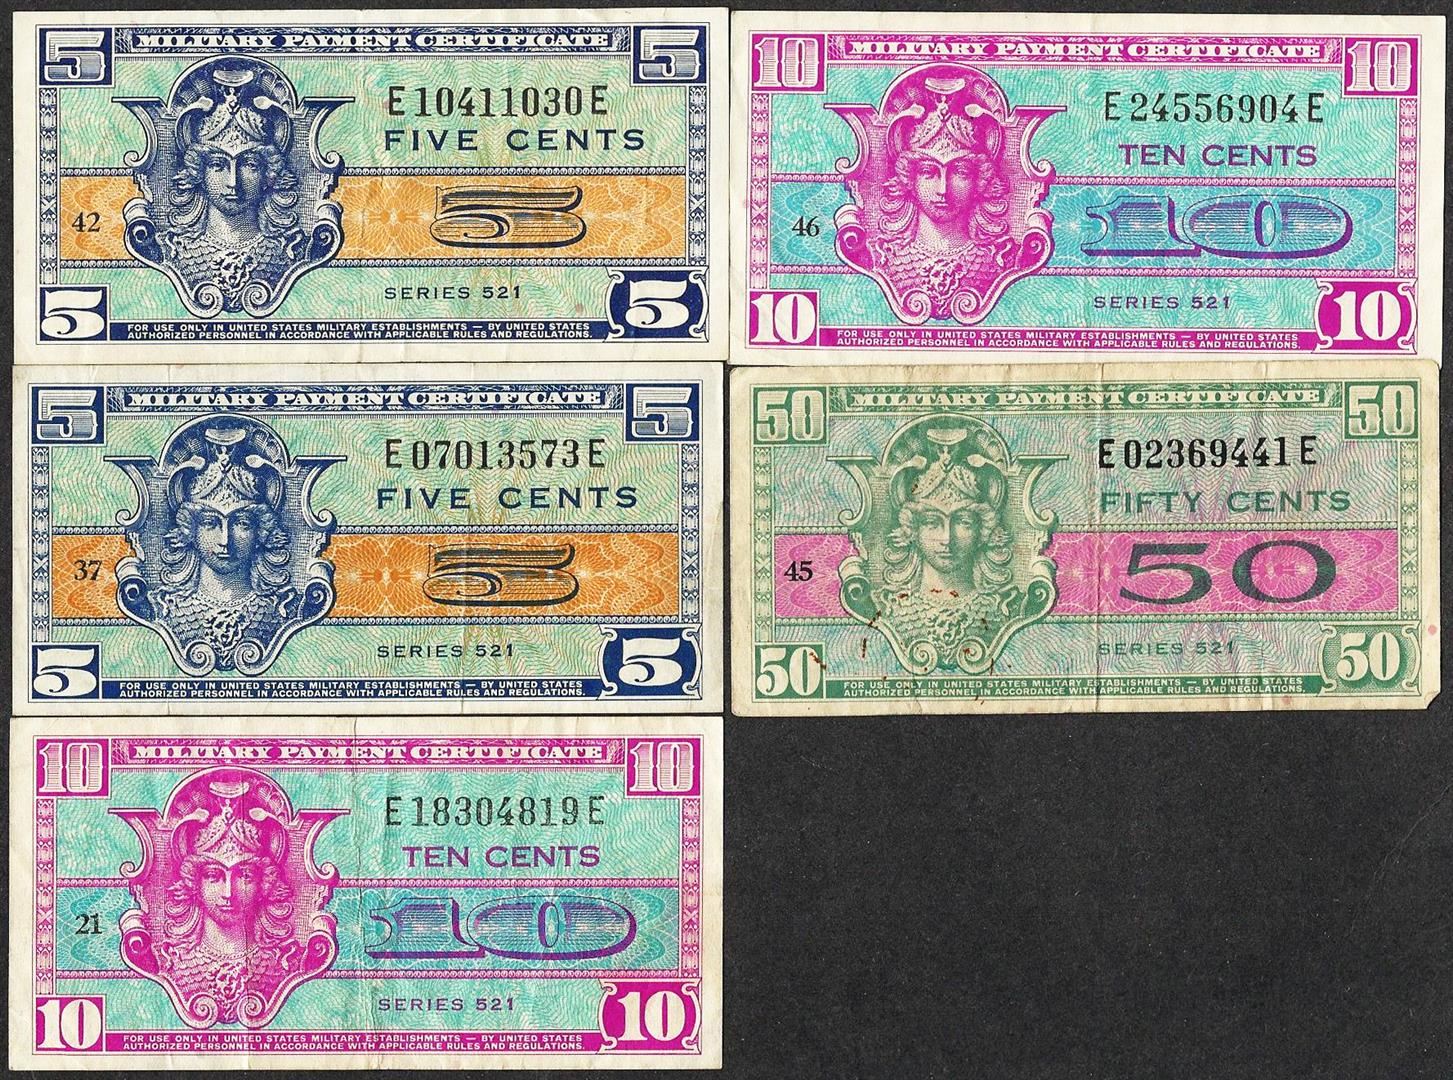 5 MILITARY PAYMENT CERTIFICATE 5
E10411030E
FIVE CENTS
42 5
SERIES 521
5 FOR USE ONLY IN UNITED STATES MILITARY ESTABLISHMENTS — BY UNITED STATES 5
AUTHORIZED PERSONNEL IN ACCORDANCE WITH APPLICABLE RULES AND REGULATIONS.
10 MILITARY PAYMENT CERTIFICATE 10
E24556904E
TEN CENTS
46 10
SERIES 521
10 FOR USE ONLY IN UNITED STATES MILITARY ESTABLISHMENTS — BY UNITED STATES 10
AUTHORIZED PERSONNEL IN ACCORDANCE WITH APPLICABLE RULES AND REGULATIONS.
5 MILITARY PAYMENT CERTIFICATE 5
E07013573E
FIVE CENTS
37 5
SERIES 521
5 FOR USE ONLY IN UNITED STATES MILITARY ESTABLISHMENTS — BY UNITED STATES 5
AUTHORIZED PERSONNEL IN ACCORDANCE WITH APPLICABLE RULES AND REGULATIONS.
50 MILITARY PAYMENT CERTIFICATE 50
E02369441E
FIFTY CENTS
45 50
SERIES 521
50 FOR USE ONLY IN UNITED STATES MILITARY ESTABLISHMENTS — BY UNITED STATES 50
AUTHORIZED PERSONNEL IN ACCORDANCE WITH APPLICABLE RULES AND REGULATIONS.
10 MILITARY PAYMENT CERTIFICATE 10
E18304819E
TEN CENTS
21 10
SERIES 521
10 FOR USE ONLY IN UNITED STATES MILITARY ESTABLISHMENTS — BY UNITED STATES 10
AUTHORIZED PERSONNEL IN ACCORDANCE WITH APPLICABLE RULES AND REGULATIONS.